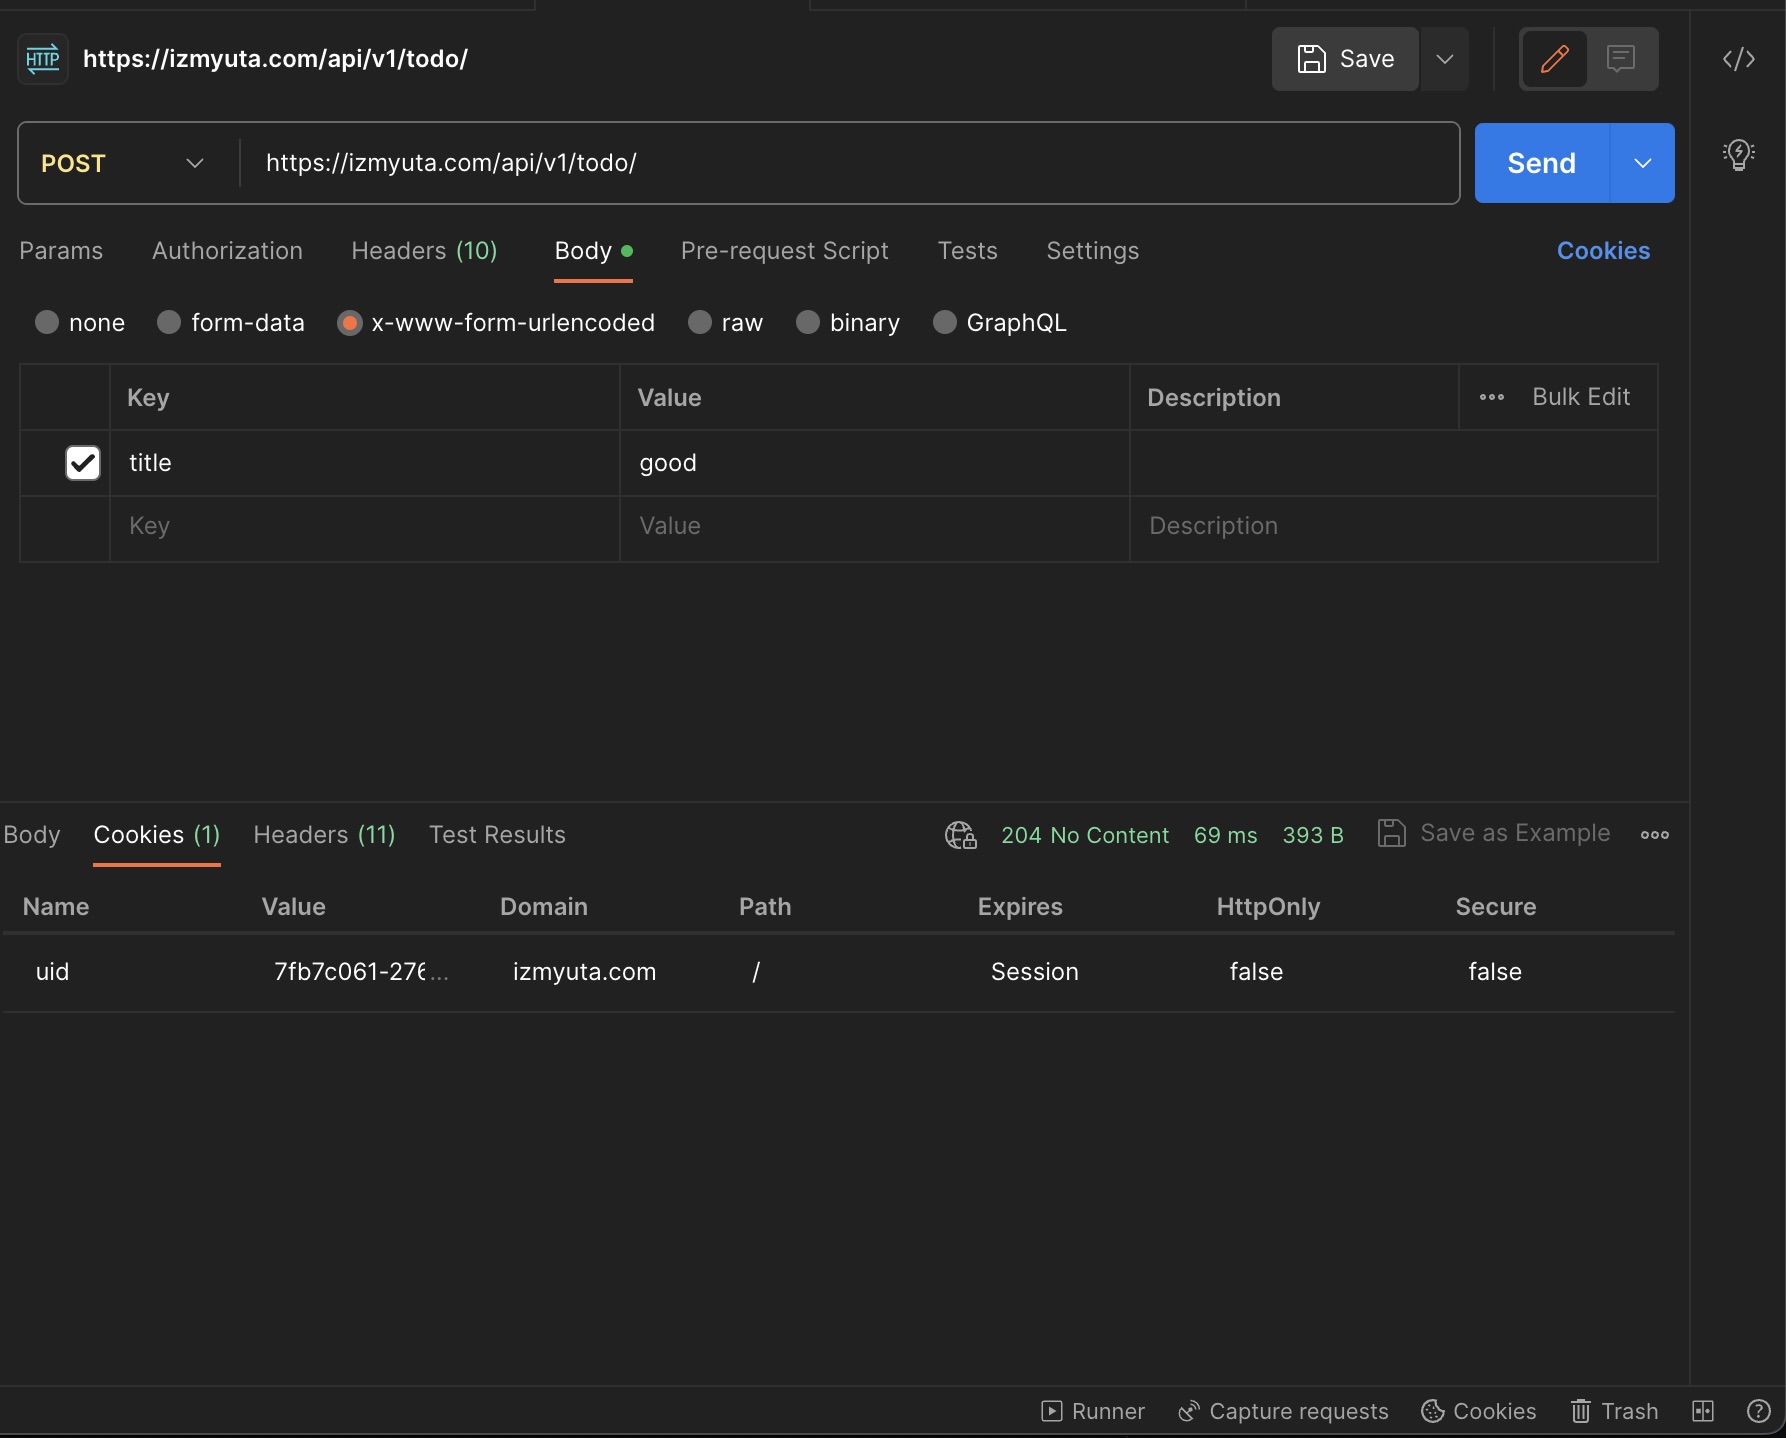 HTTP https://izmyuta.com/api/v1/todo/ Save
POST https://izmyuta.com/api/v1/todo/ Send
Params Authorization Headers (10) Body Pre-request Script Tests Settings Cookies
none form-data x-www-form-urlencoded raw binary GraphQL
Key Value Description Bulk Edit
title good
Key Value Description
Body Cookies (1) Headers (11) Test Results 204 No Content 69 ms 393 B Save as Example
Name Value Domain Path Expires HttpOnly Secure
uid 7fb7c061-276... izmyuta.com / Session false false
Runner Capture requests Cookies Trash